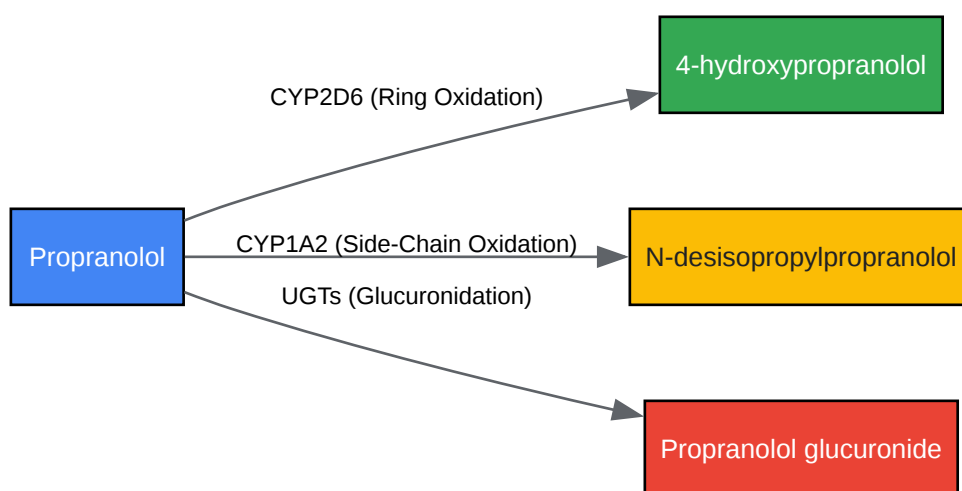 4-hydroxypropranolol
CYP2D6 (Ring Oxidation)
Propranolol
CYP1A2 (Side-Chain Oxidation)
N-desisopropylpropranolol
UGTs (Glucuronidation)
Propranolol glucuronide